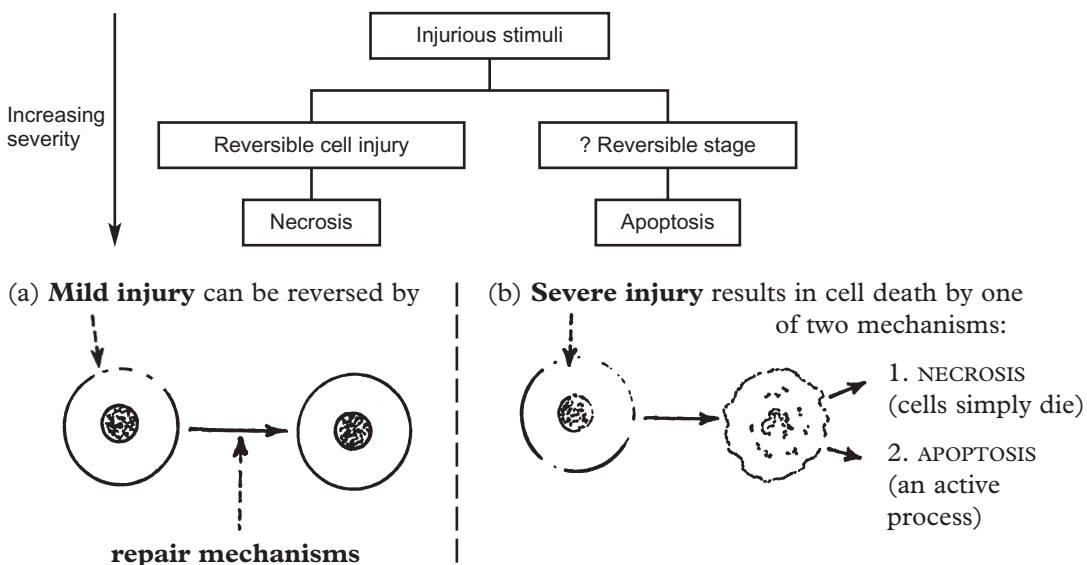 Injurious stimuli
Increasing
severity
Reversible cell injury
? Reversible stage
Necrosis
Apoptosis
(a) Mild injury can be reversed by
repair mechanisms
(b) Severe injury results in cell death by one
of two mechanisms:
1. NECROSIS
(cells simply die)
2. APOPTOSIS
(an active
process)